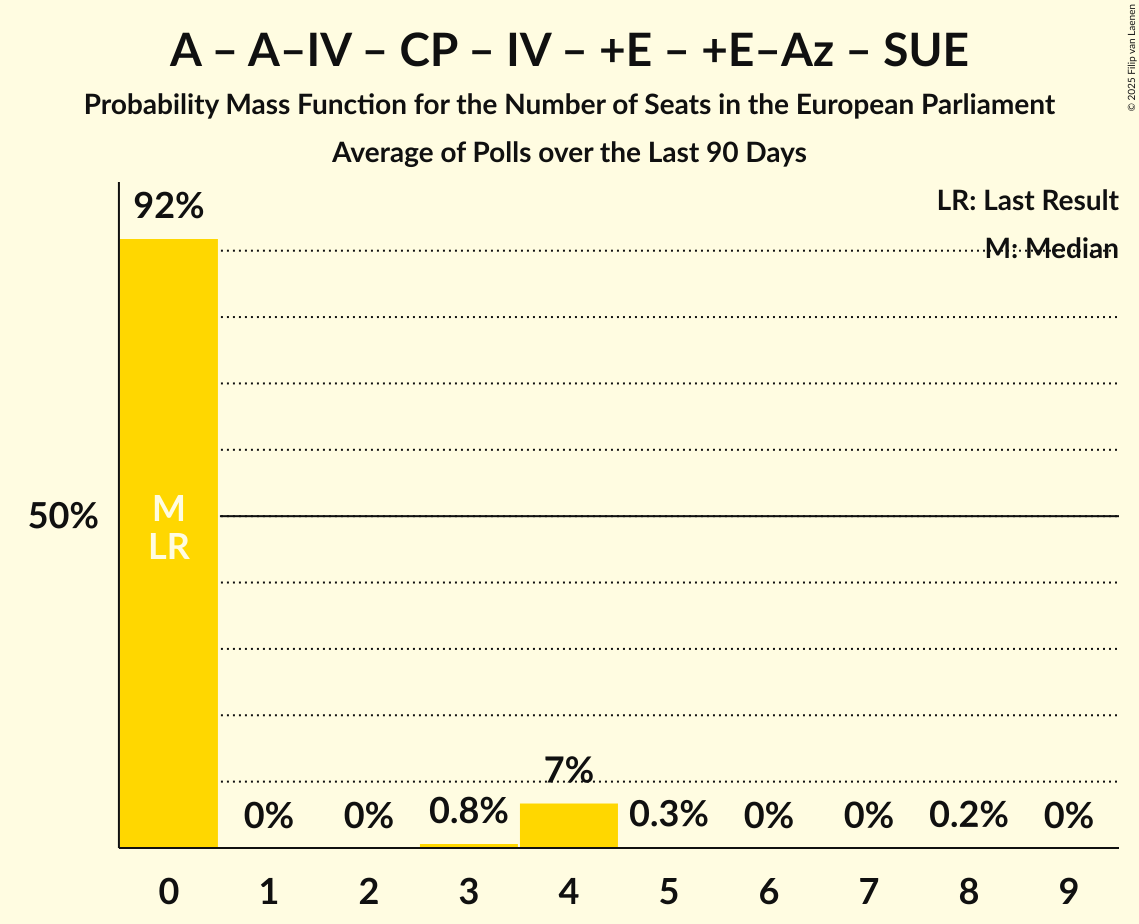 A – A–IV – CP – IV – +E – +E–Az – SUE
Probability Mass Function for the Number of Seats in the European Parliament
Average of Polls over the Last 90 Days
© 2025 Filip van Laenen
LR: Last Result
M: Median
92%
M
LR
50%
7%
0% 0% 0.8% 0.3% 0% 0% 0.2% 0%
0 1 2 3 4 5 6 7 8 9